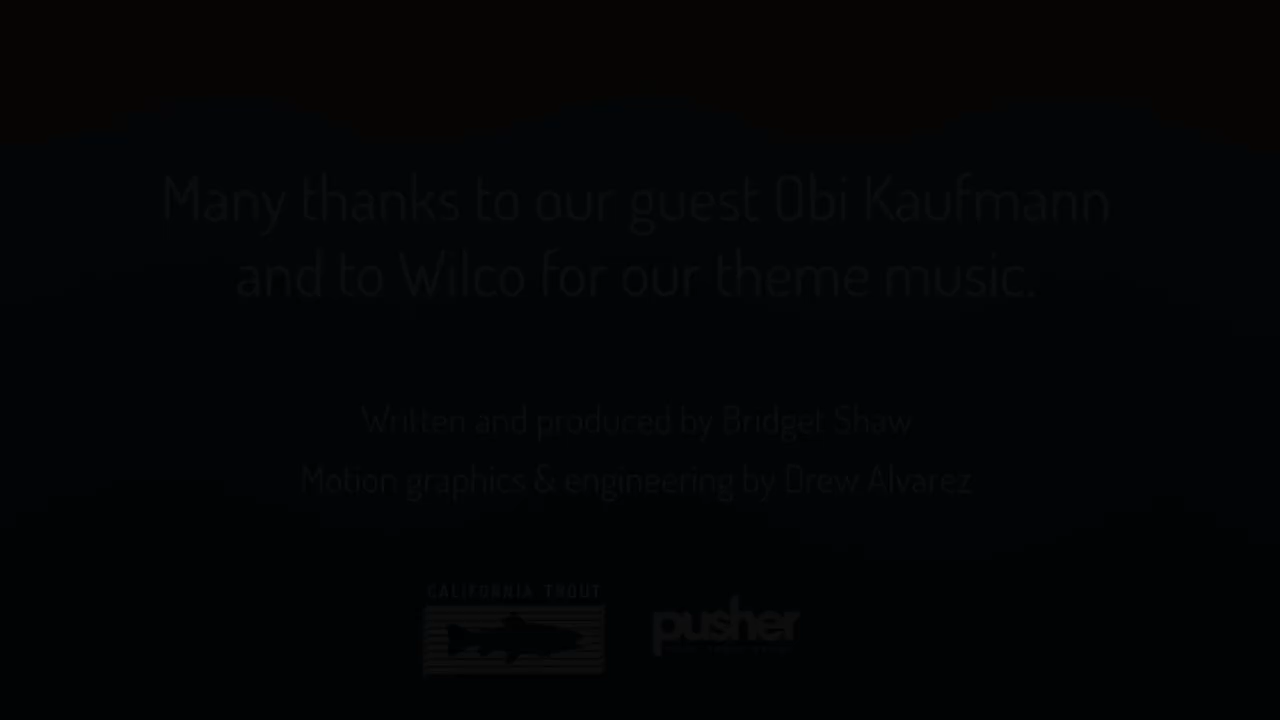 Many thanks to our guest Obi Kaufmann
and to Wilco for our theme music.
Written and produced by Bridget Shaw
Motion graphics & engineering by Drew Alvarez
CALIFORNIA TROUT
pusher